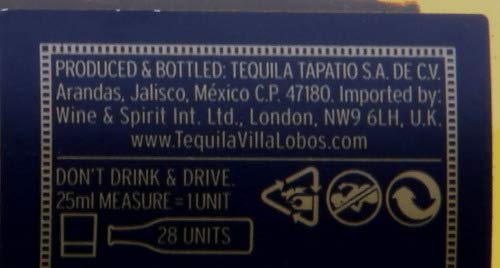 PRODUCED & BOTTLED: TEQUILA TAPATIO S.A. DE C.V.
Arandas, Jalisco, México C.P. 47180. Imported by:
Wine & Spirit Int. Ltd., London, NW9 6LH, U.K.
www.TequilaVillaLobos.com
DON'T DRINK & DRIVE.
25ml MEASURE = 1 UNIT
28 UNITS